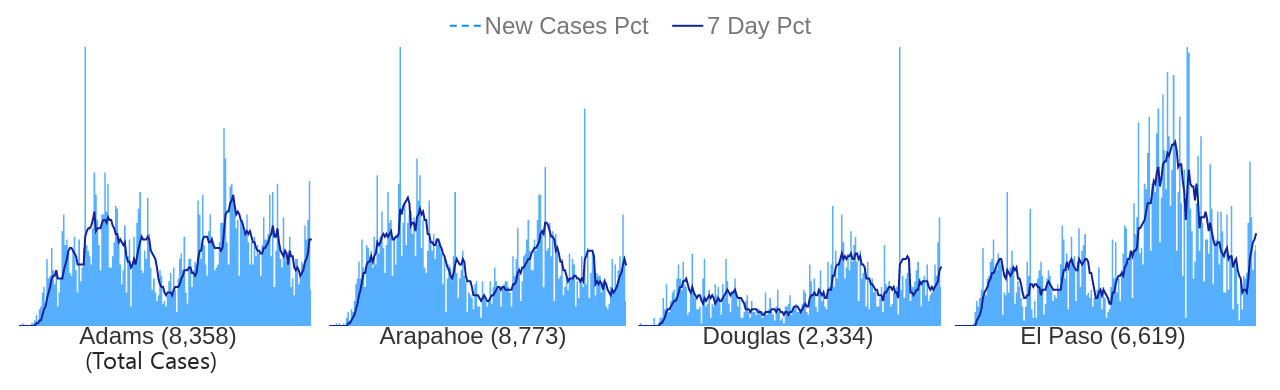 New Cases Pct 7 Day Pct
Adams (8,358) Arapahoe (8,773) Douglas (2,334) El Paso (6,619)
(Total Cases)